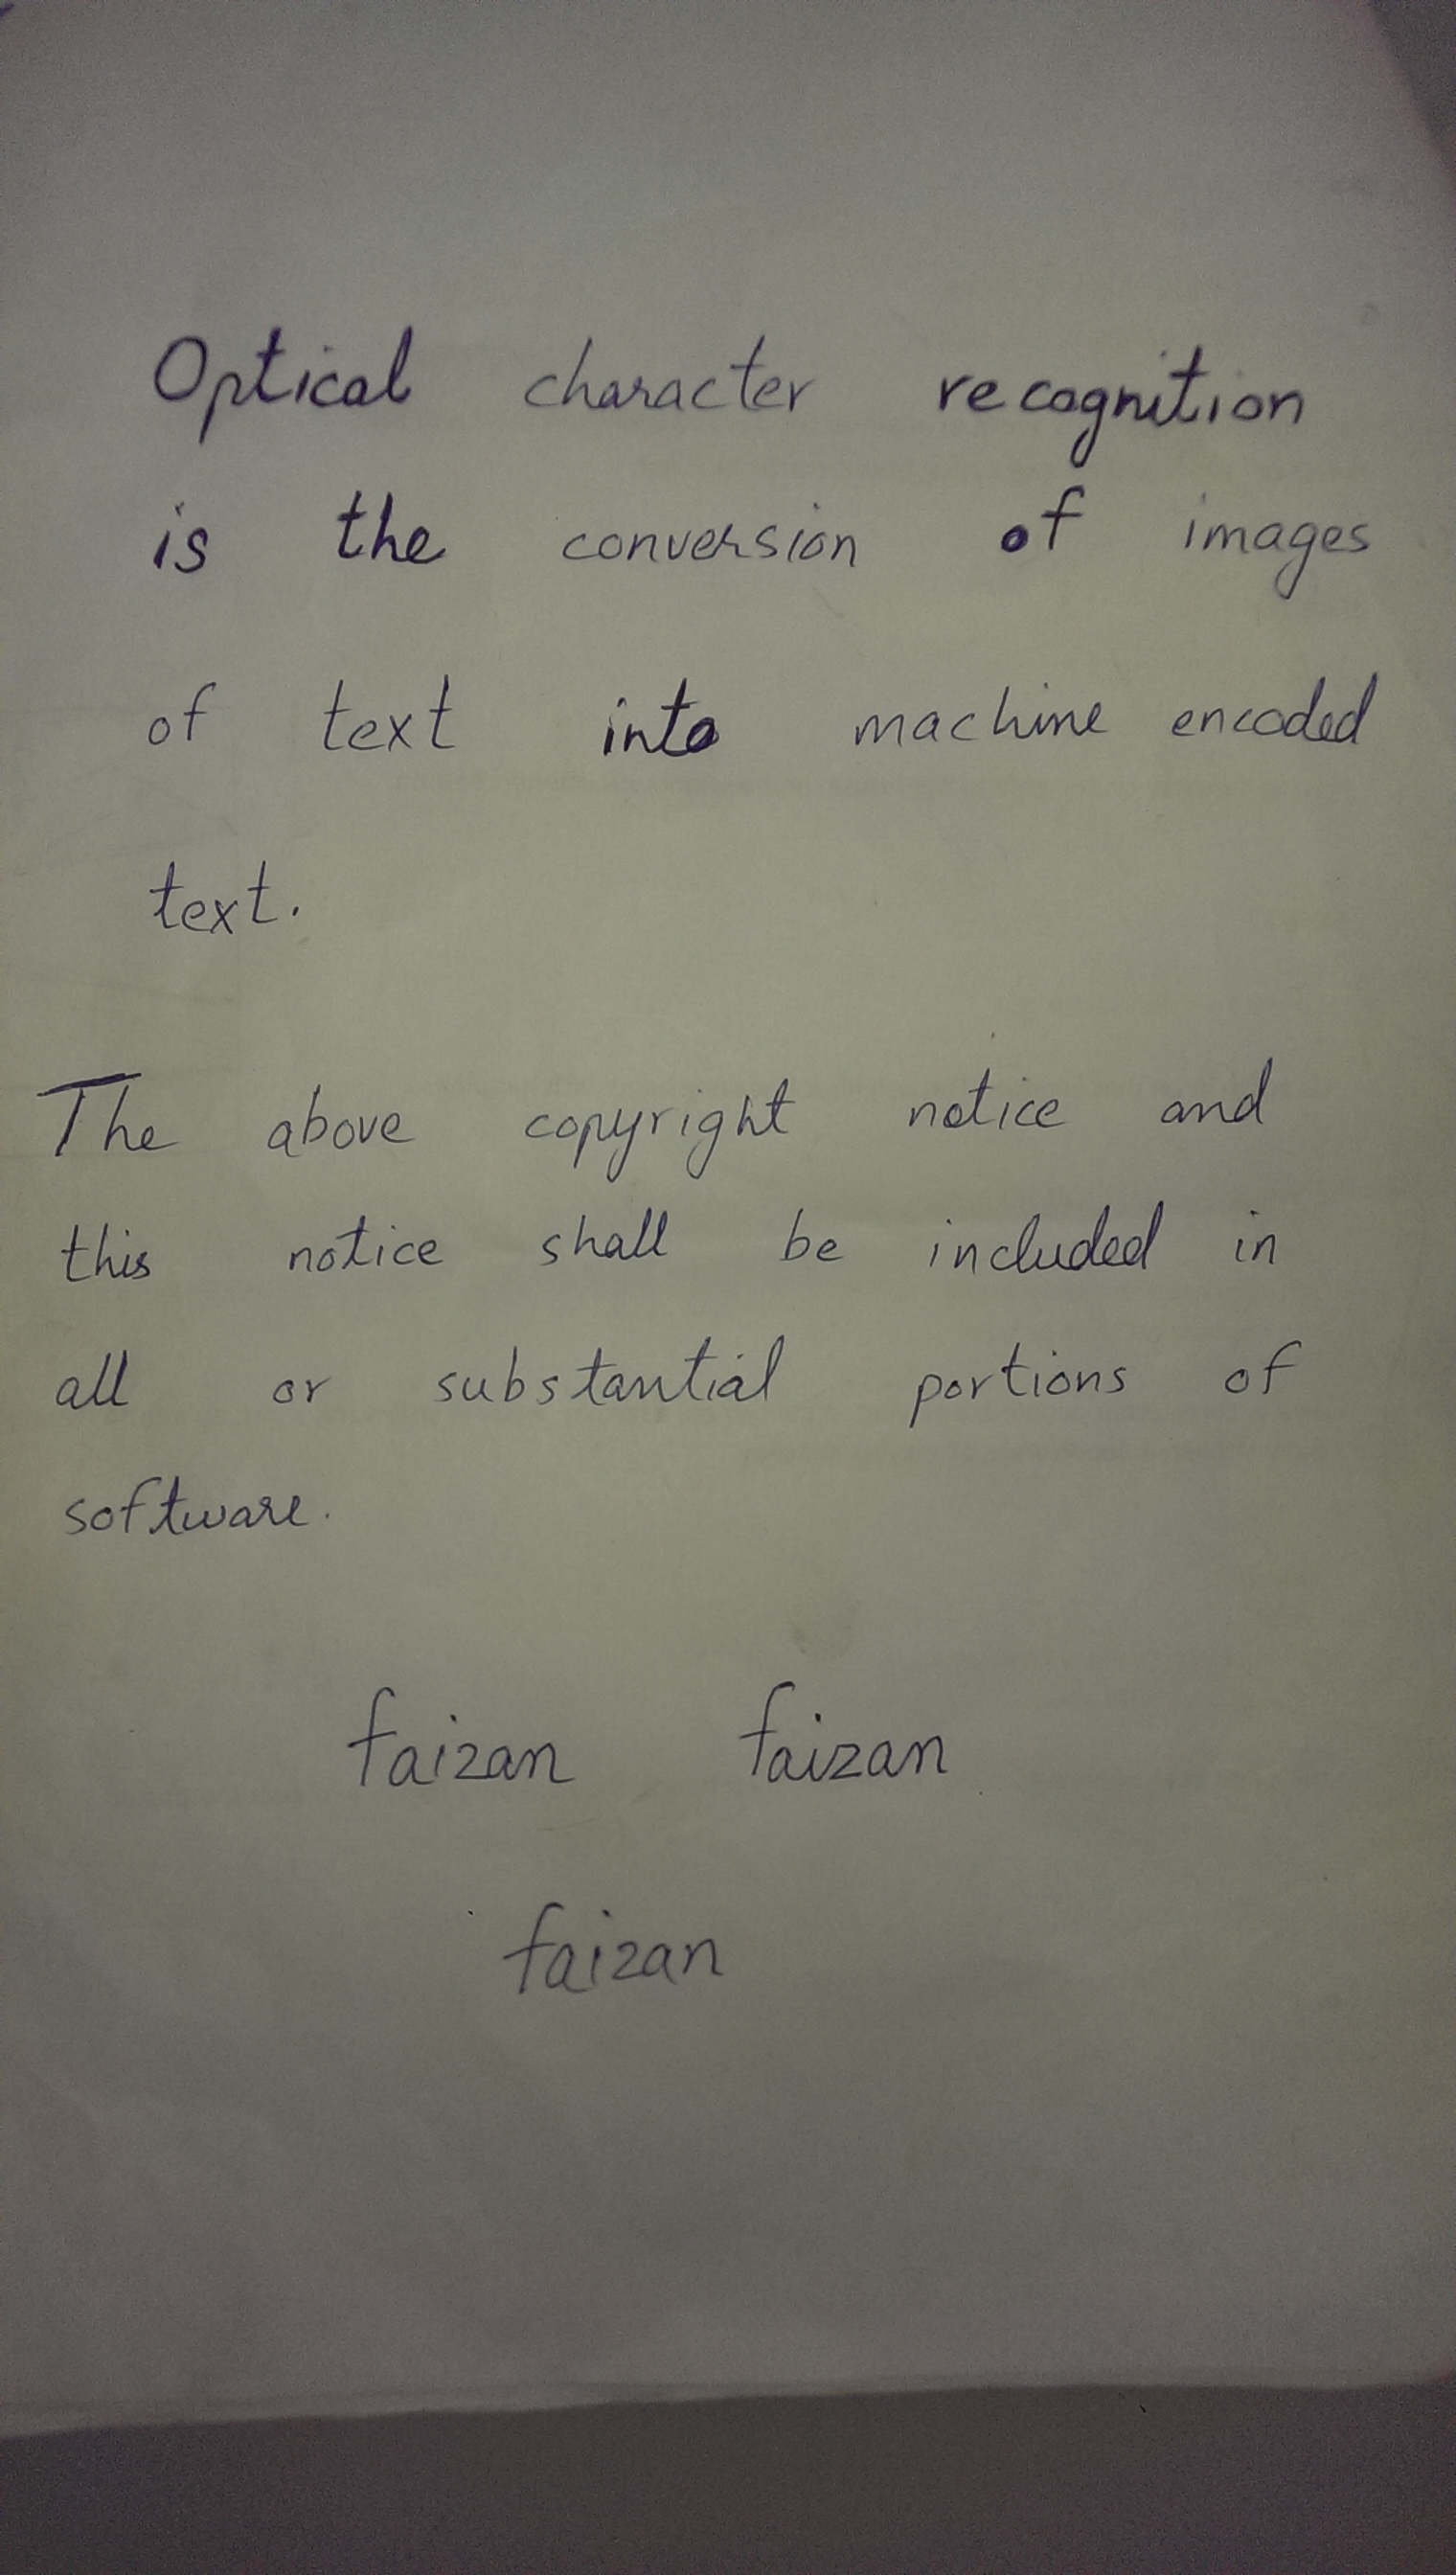 Optical character recognition
is the conversion of images
of text into machine encoded
text.
The above copyright notice and
this notice shall be included in
all or substantial portions of
software.
faizan faizan
faizan